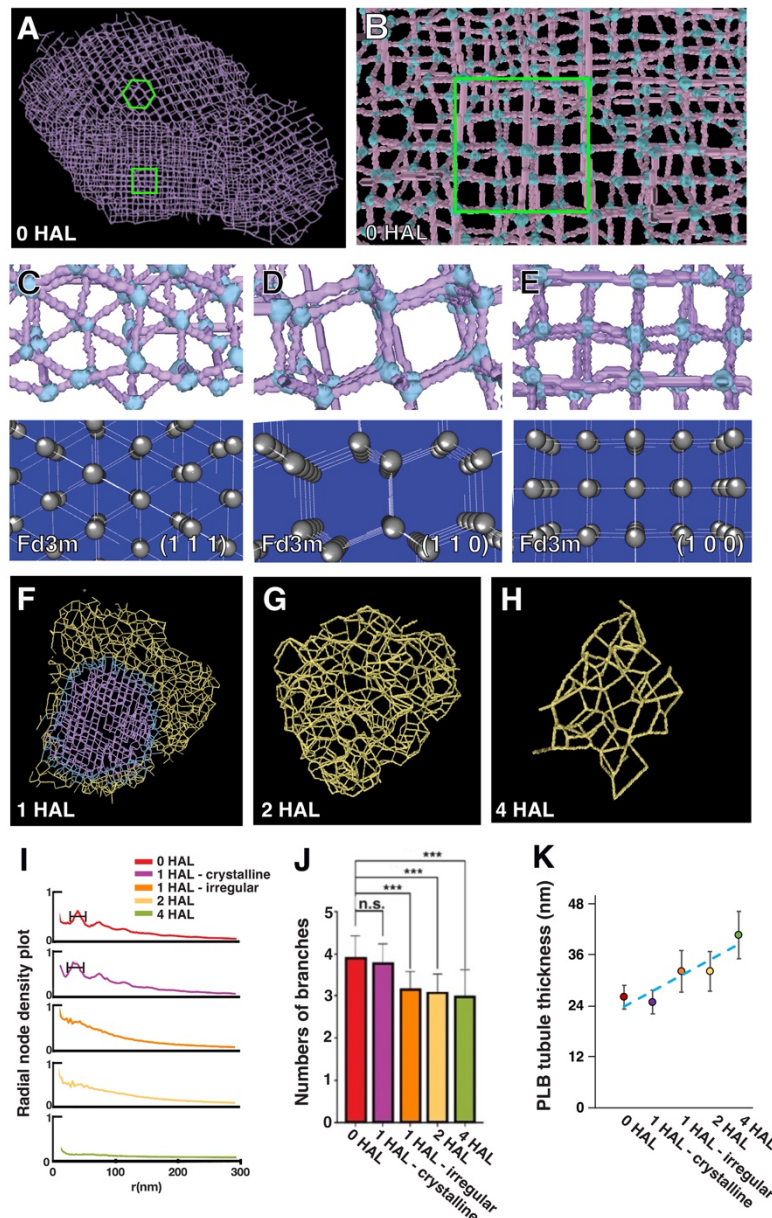 A
0 HAL
B
0 HAL
C
D
E
Fd3m (1 1 1)
Fd3m (1 1 0)
Fd3m (1 0 0)
F
1 HAL
G
2 HAL
H
4 HAL
I
0 HAL
1 HAL - crystalline
1 HAL - irregular
2 HAL
4 HAL
Radial node density plot
1
0
1
0
1
0
1
0
1
0
0 100 200 300
r(nm)
J
***
***
***
n.s.
Numbers of branches
5
4
3
2
1
0
0 HAL
1 HAL - crystalline
1 HAL - irregular
2 HAL
4 HAL
K
PLB tubule thickness (nm)
48
36
24
12
0
0 HAL
1 HAL - crystalline
1 HAL - irregular
2 HAL
4 HAL